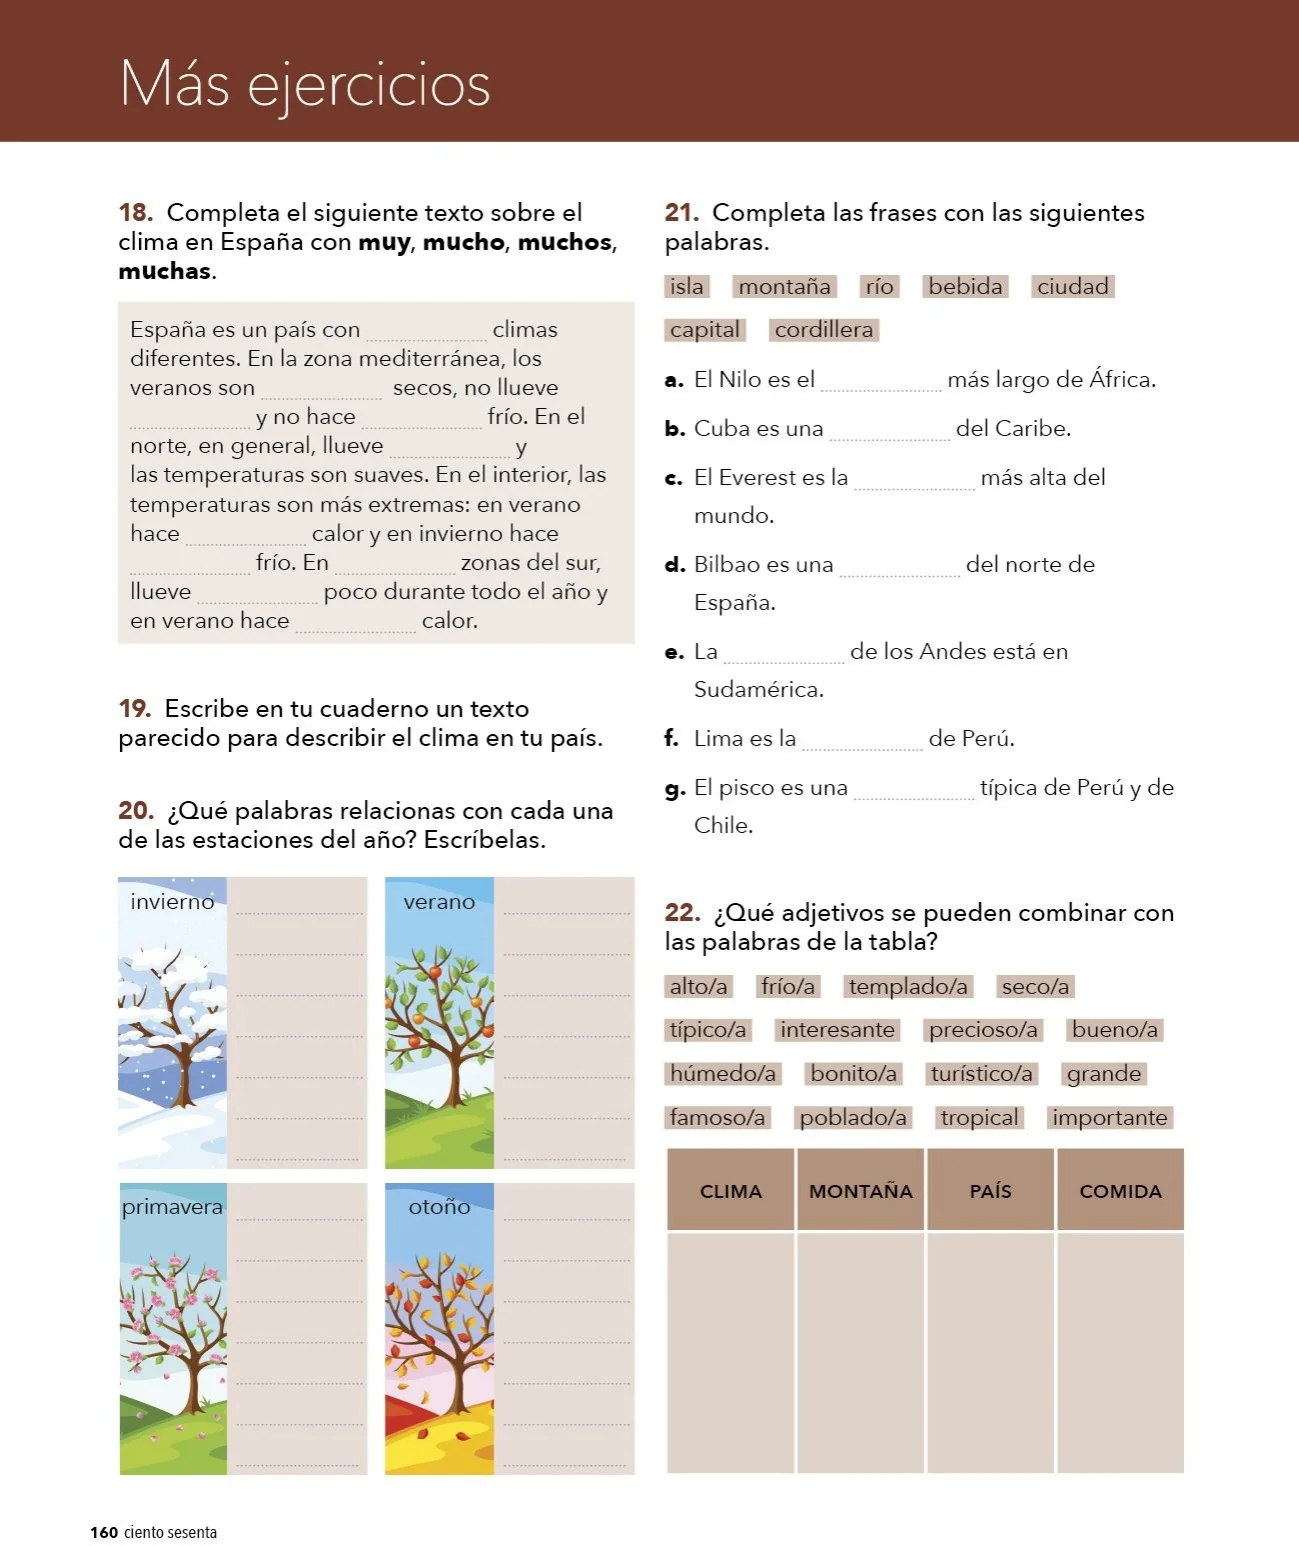 Más ejercicios
18. Completa el siguiente texto sobre el
clima en España con muy, mucho, muchos,
muchas.
España es un país con climas
diferentes. En la zona mediterránea, los
veranos son secos, no llueve
y no hace frío. En el
norte, en general, llueve y
las temperaturas son suaves. En el interior, las
temperaturas son más extremas: en verano
hace calor y en invierno hace
frío. En zonas del sur,
llueve poco durante todo el año y
en verano hace calor.
19. Escribe en tu cuaderno un texto
parecido para describir el clima en tu país.
20. ¿Qué palabras relacionas con cada una
de las estaciones del año? Escríbelas.
invierno
verano
primavera
otoño
21. Completa las frases con las siguientes
palabras.
isla montaña río bebida ciudad
capital cordillera
a. El Nilo es el más largo de África.
b. Cuba es una del Caribe.
c. El Everest es la más alta del
mundo.
d. Bilbao es una del norte de
España.
e. La de los Andes está en
Sudamérica.
f. Lima es la de Perú.
g. El pisco es una típica de Perú y de
Chile.
22. ¿Qué adjetivos se pueden combinar con
las palabras de la tabla?
alto/a frío/a templado/a seco/a
típico/a interesante precioso/a bueno/a
húmedo/a bonito/a turístico/a grande
famoso/a poblado/a tropical importante
CLIMA MONTAÑA PAÍS COMIDA
160 ciento sesenta